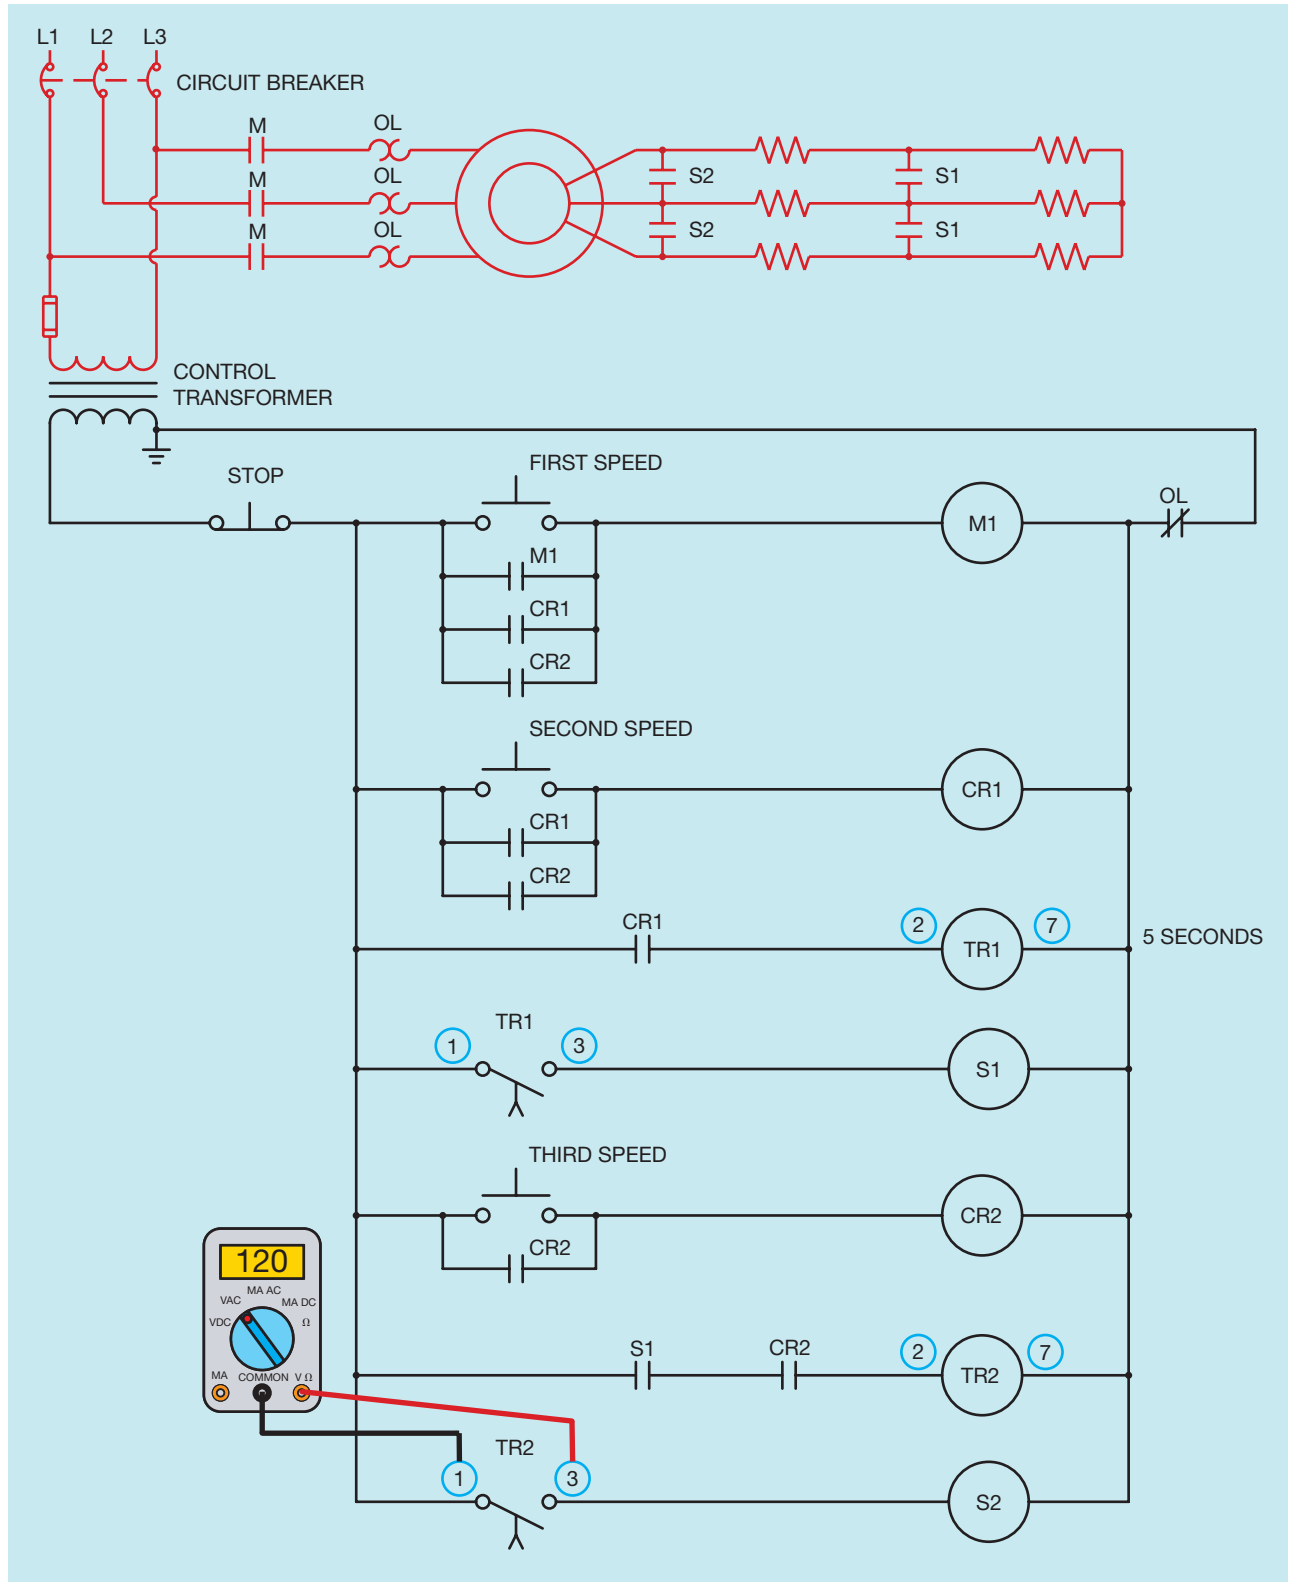 L1 L2 L3
CIRCUIT BREAKER
M OL
M OL S2 S1
M OL S2 S1
CONTROL
TRANSFORMER
STOP
FIRST SPEED
M1
OL
M1
CR1
CR2
SECOND SPEED
CR1
CR1
CR2
CR1
2
TR1
7
5 SECONDS
TR1
1
3
S1
THIRD SPEED
CR2
CR2
120
MA AC
VAC
MA DC
VDC
Ω
MA
COMMON
V Ω
S1
CR2
2
TR2
7
TR2
1
3
S2